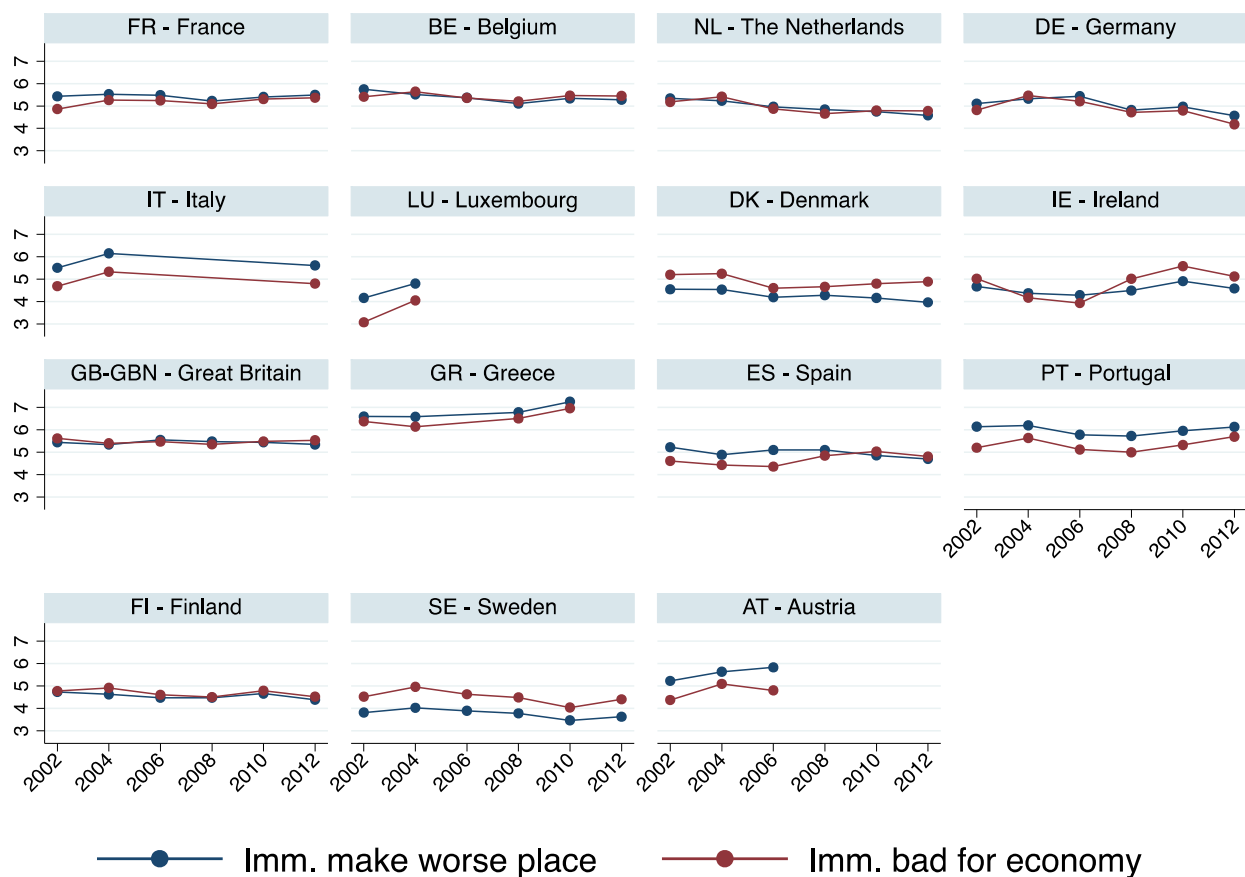 FR - France BE - Belgium NL - The Netherlands DE - Germany
7
6
5
4
3
IT - Italy LU - Luxembourg DK - Denmark IE - Ireland
7
6
5
4
3
GB-GBN - Great Britain GR - Greece ES - Spain PT - Portugal
7
6
5
4
3
2002 2004 2006 2008 2010 2012
FI - Finland SE - Sweden AT - Austria
7
6
5
4
3
2002 2004 2006 2008 2010 2012 2002 2004 2006 2008 2010 2012 2002 2004 2006 2008 2010 2012
Imm. make worse place Imm. bad for economy